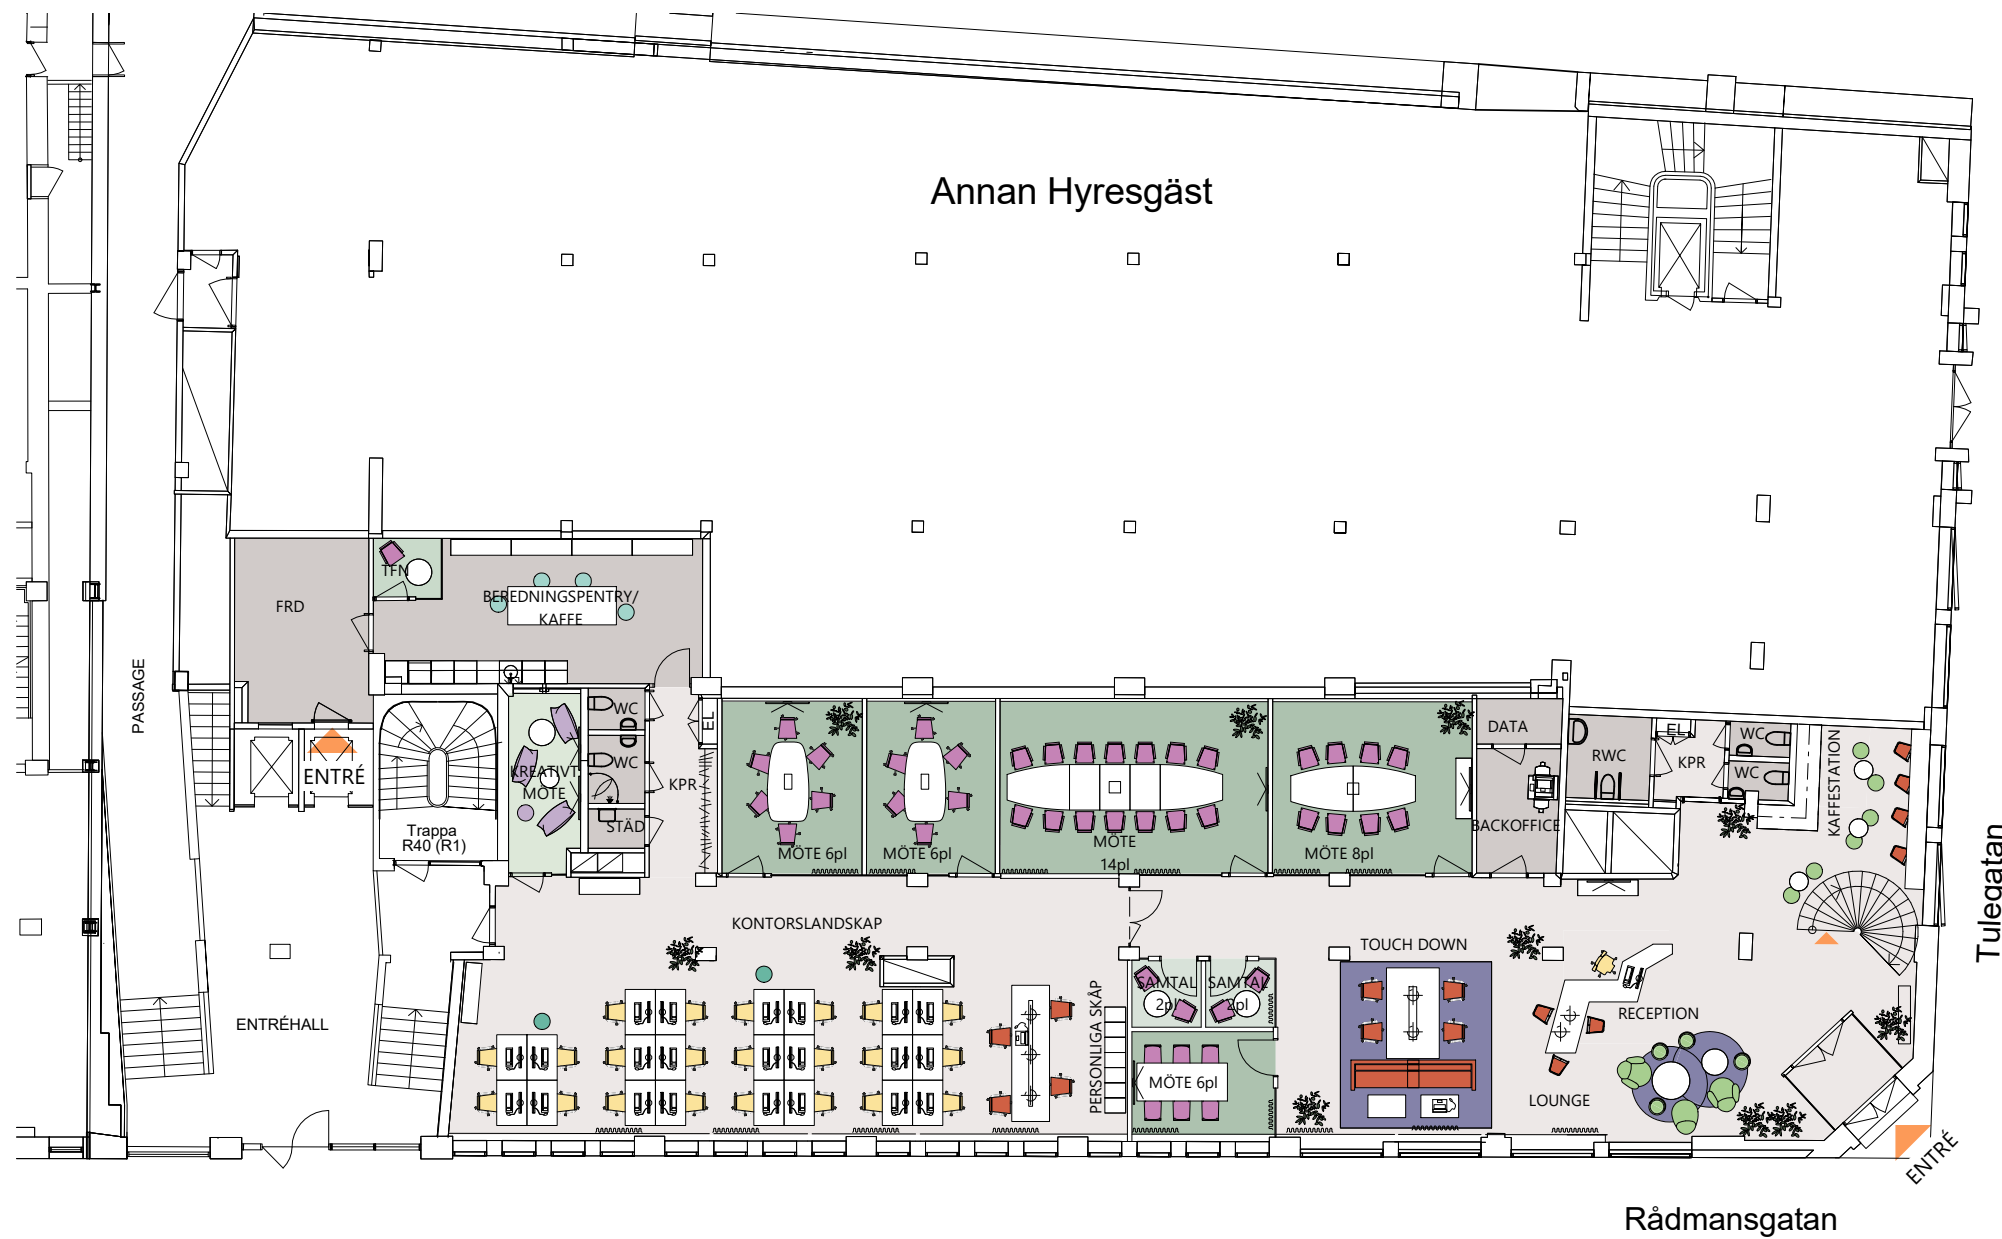 Annan Hyresgäst
TFN
FRD
BEREDNINGSPENTRY/
KAFFE
PASSAGE
WC
EL
DATA
EL
WC
KAFFESTATION
ENTRÉ
KREATIVT
MÖTE
WC
KPR
RWC
KPR
WC
Trappa
R40 (R1)
STÄD
MÖTE 6pl
MÖTE 6pl
MÖTE
14pl
MÖTE 8pl
BACKOFFICE
Tulegatan
KONTORSLANDSKAP
TOUCH DOWN
SAMTAL
2pl
SAMTAL
2pl
ENTRÉHALL
PERSONLIGA SKÅP
RECEPTION
MÖTE 6pl
LOUNGE
ENTRÉ
Rådmansgatan